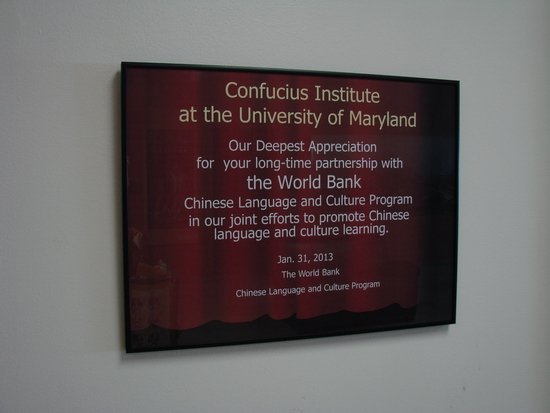 Confucius Institute
at the University of Maryland
Our Deepest Appreciation
for your long-time partnership with
the World Bank
Chinese Language and Culture Program
in our joint efforts to promote Chinese
language and culture learning.
Jan. 31, 2013
The World Bank
Chinese Language and Culture Program